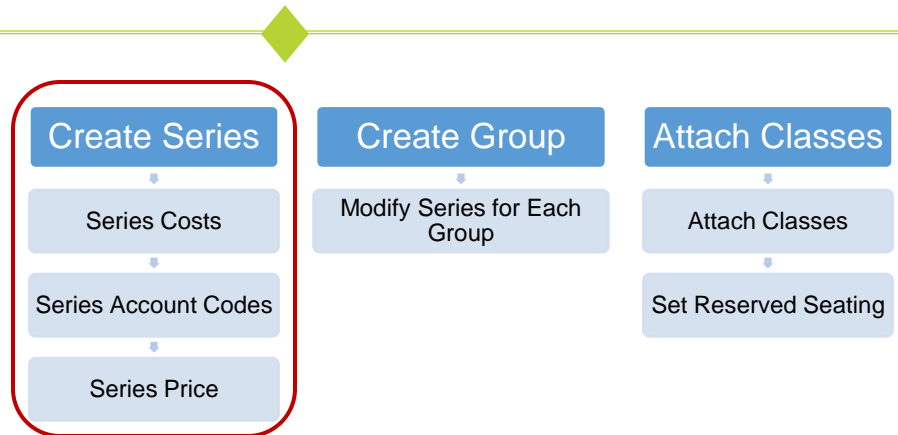 Create Series
Series Costs
Series Account Codes
Series Price
Create Group
Modify Series for Each
Group
Attach Classes
Attach Classes
Set Reserved Seating